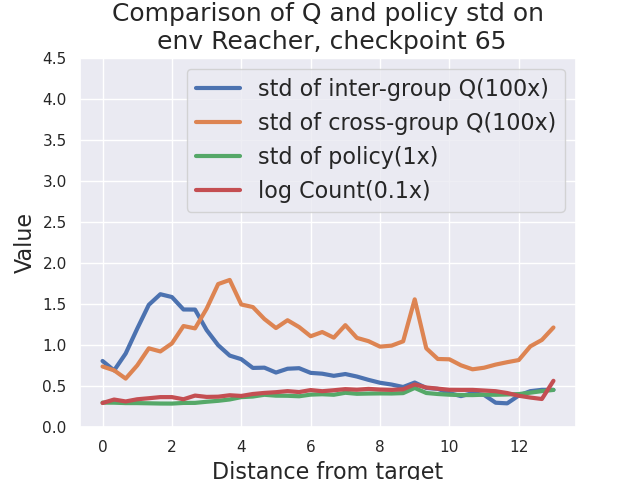 Comparison of Q and policy std on
env Reacher, checkpoint 65
4.5
4.0
3.5
3.0
2.5
2.0
1.5
1.0
0.5
0.0
Value
std of inter-group Q(100x)
std of cross-group Q(100x)
std of policy(1x)
log Count(0.1x)
0 2 4 6 8 10 12
Distance from target